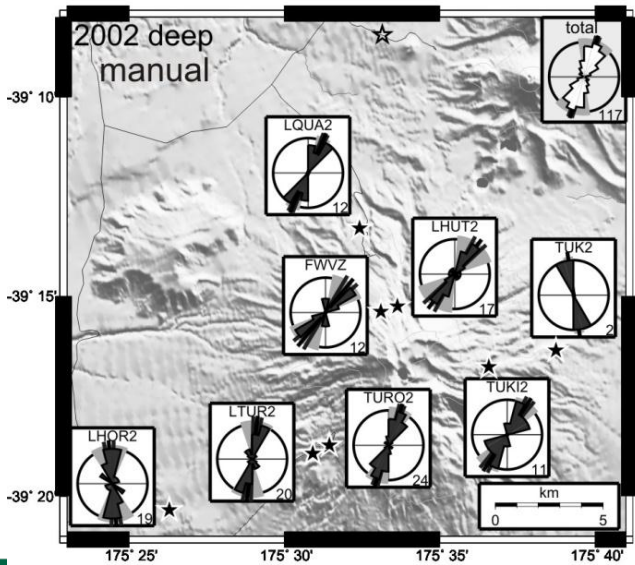 2002 deep
manual
total
117
-39° 10'
LQUA2
12
LHUT2
17
TUK2
2
FWVZ
12
-39° 15'
TURO2
24
TUKI2
11
LTUR2
20
LHOR2
19
-39° 20'
km
0 5
175° 25' 175° 30' 175° 35' 175° 40'